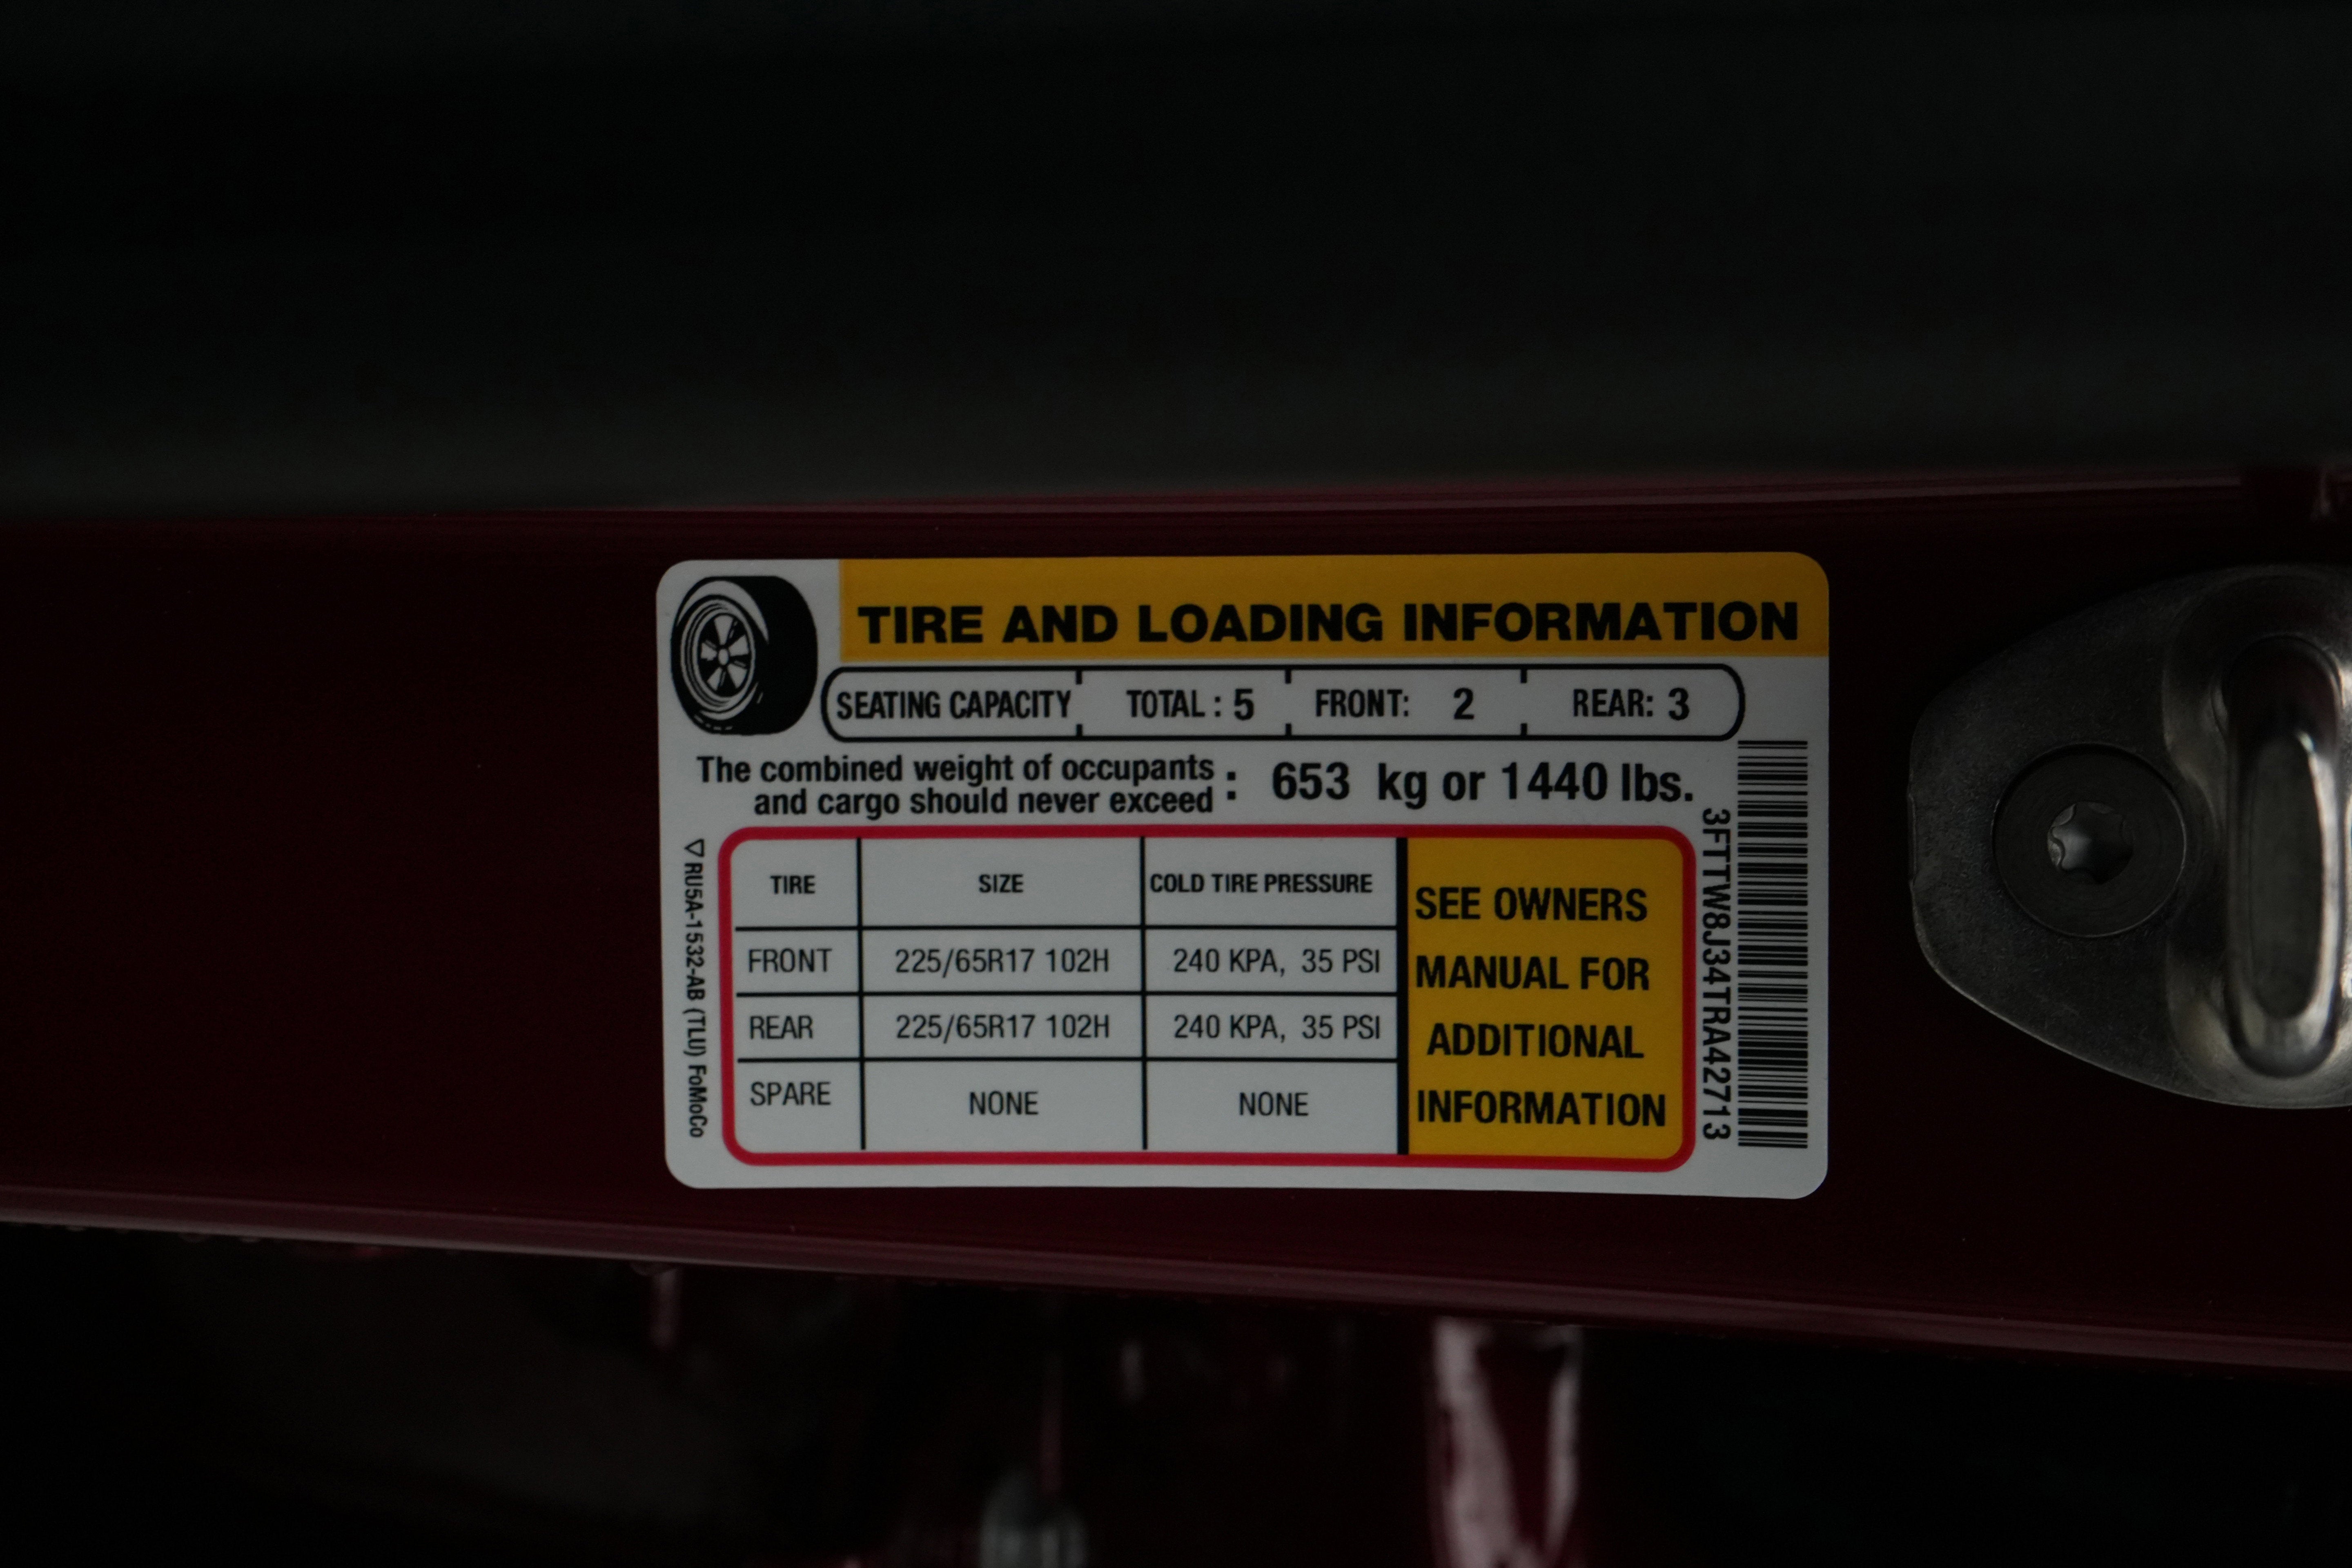 TIRE AND LOADING INFORMATION
SEATING CAPACITY TOTAL : 5 FRONT: 2 REAR: 3
The combined weight of occupants
and cargo should never exceed : 653 kg or 1440 lbs.
TIRE SIZE COLD TIRE PRESSURE
FRONT 225/65R17 102H 240 KPA, 35 PSI
REAR 225/65R17 102H 240 KPA, 35 PSI
SPARE NONE NONE
SEE OWNERS
MANUAL FOR
ADDITIONAL
INFORMATION
▽RU5A-1532-AB (TLU) FoMoCo
3FTTW8J34TRA42713